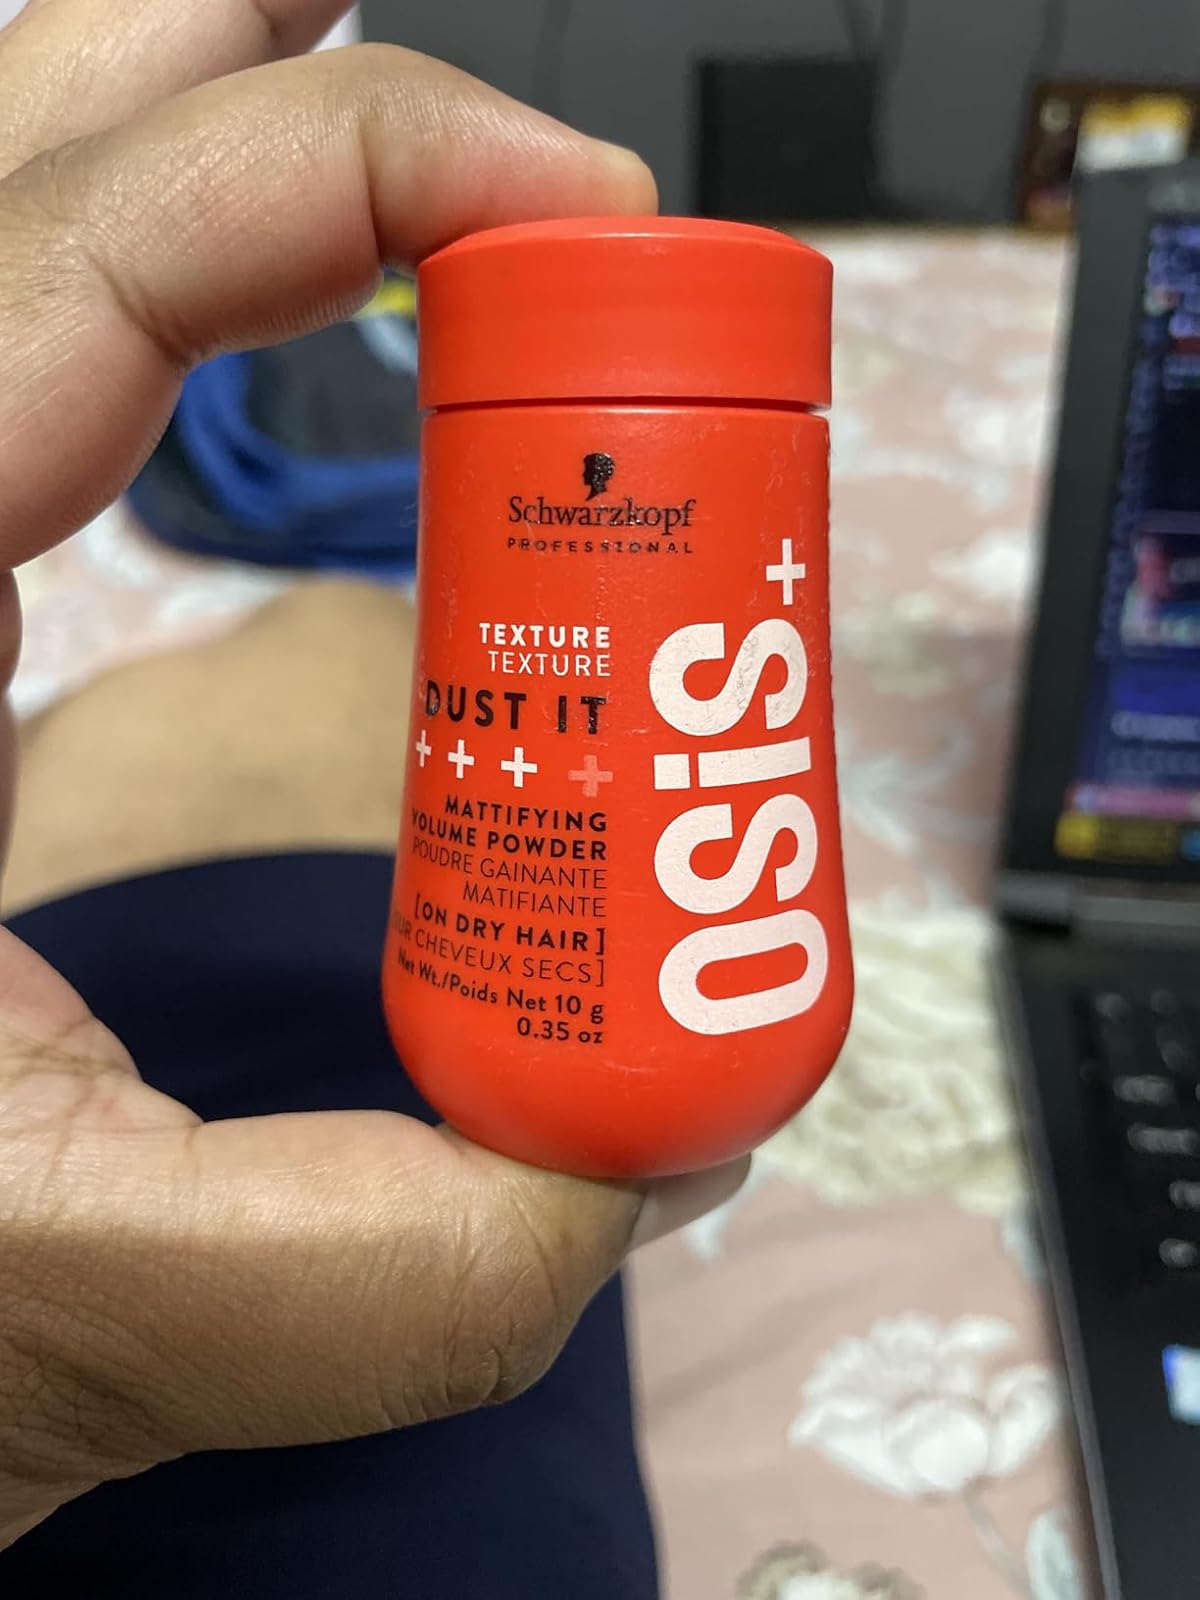 Schwarzkopf
PROFESSIONAL
TEXTURE
TEXTURE
DUST IT
+ + + +
MATTIFYING
VOLUME POWDER
POUDRE GAINANTE
MATIFIANTE
[ON DRY HAIR]
CHEVEUX SECS]
Net Wt./Poids Net 10 g
0.35 oz
OSiS+